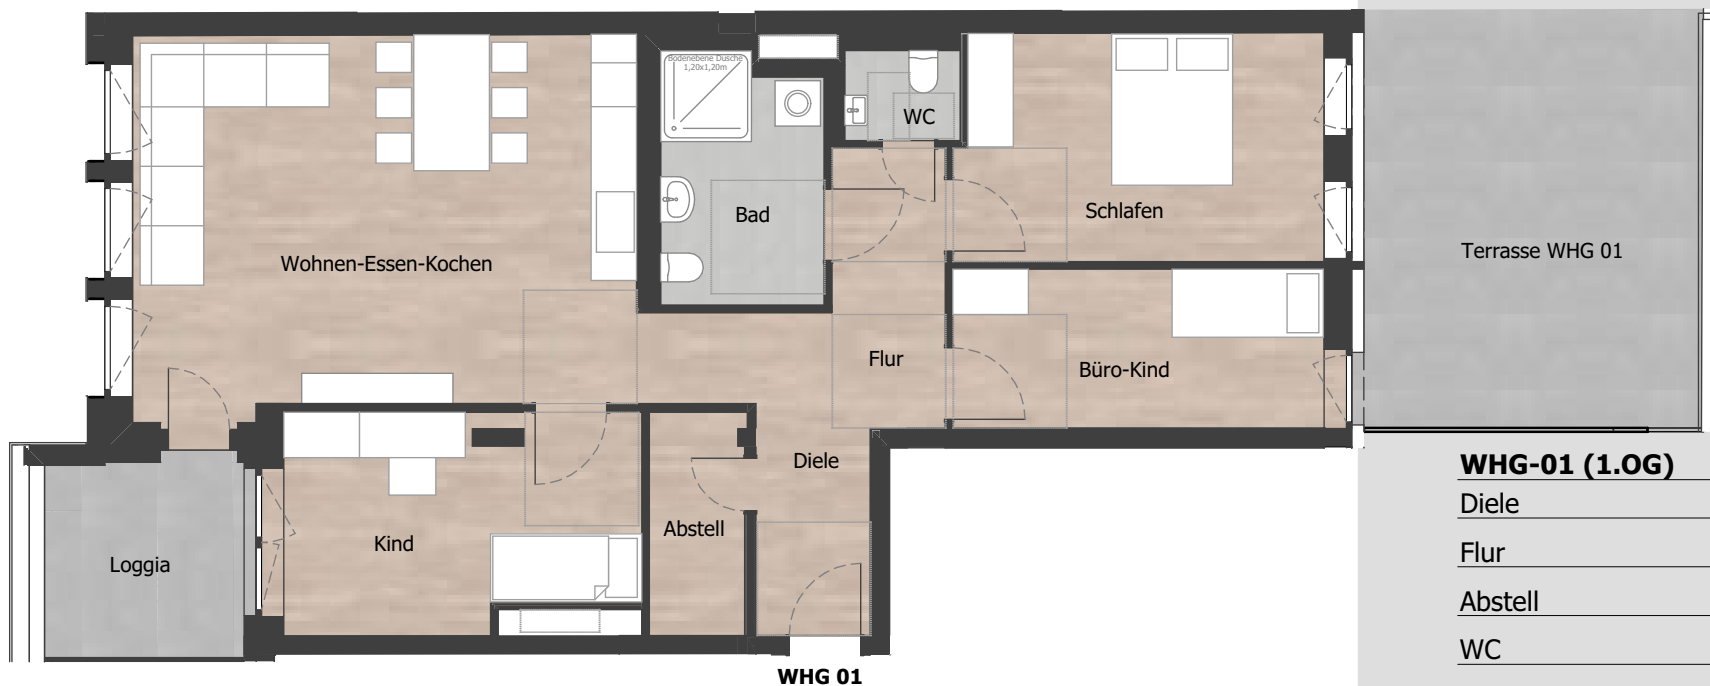 Bodenebene Dusche
1,20x1,20m
WC
Bad
Schlafen
Wohnen-Essen-Kochen
Terrasse WHG 01
Flur
Büro-Kind
Diele
Abstell
Kind
Loggia
WHG 01
WHG-01 (1.OG)
Diele
Flur
Abstell
WC